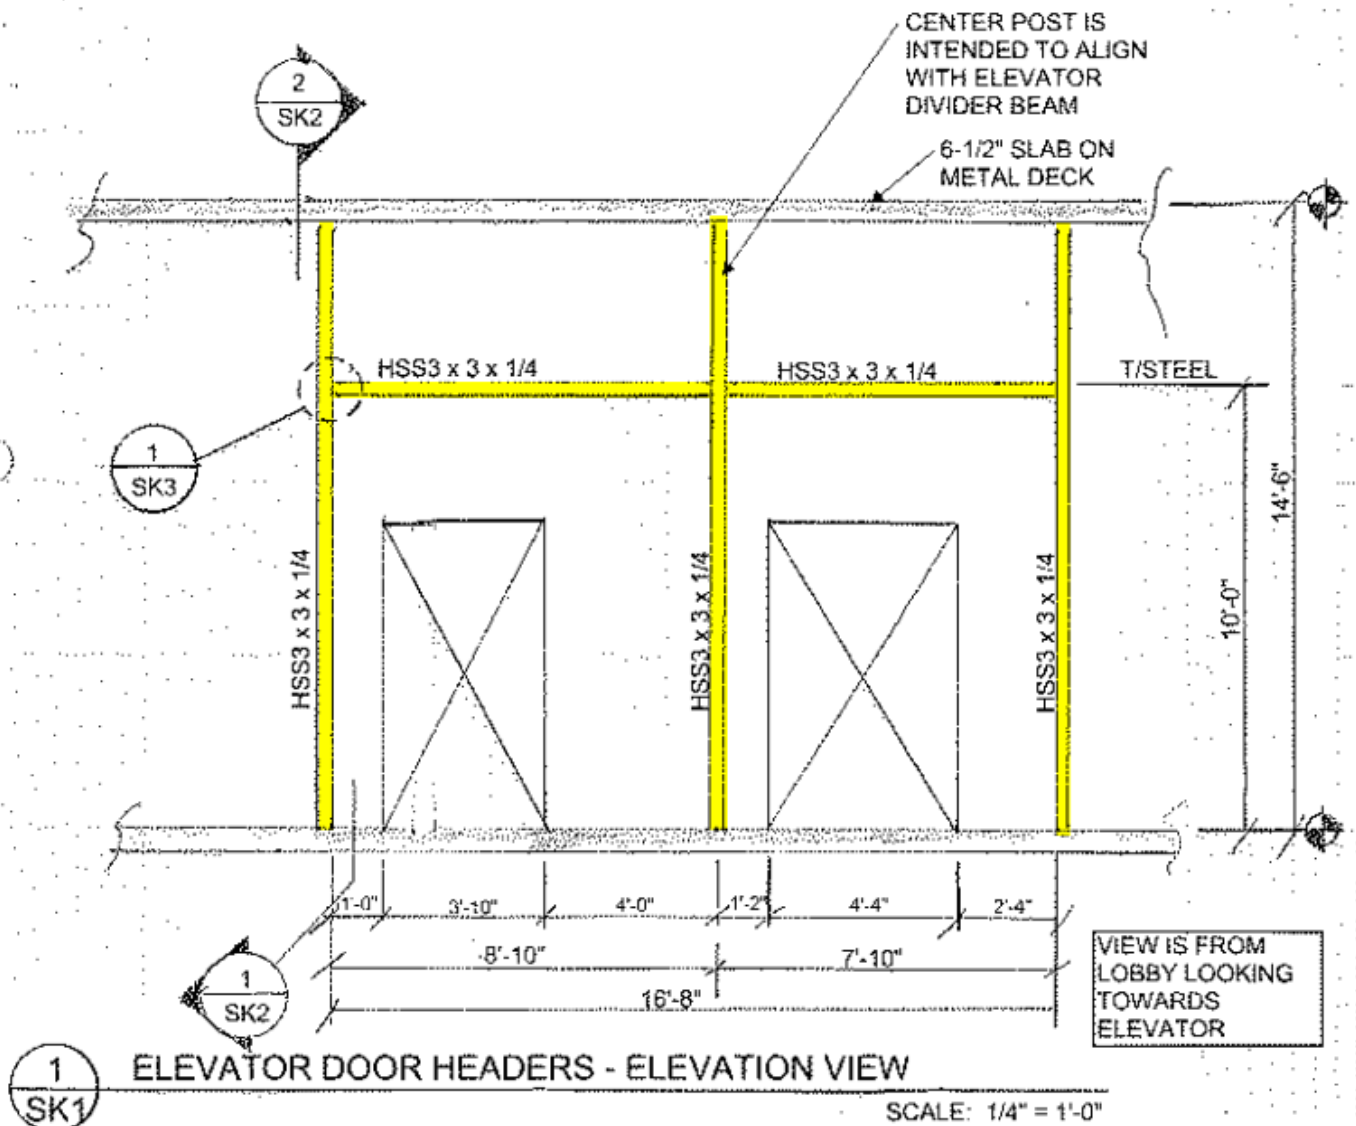 CENTER POST IS
INTENDED TO ALIGN
WITH ELEVATOR
DIVIDER BEAM
2
SK2
6-1/2" SLAB ON
METAL DECK
HSS3 x 3 x 1/4
HSS3 x 3 x 1/4
T/STEEL
1
SK3
14'-6"
10'-0"
HSS3 x 3 x 1/4
HSS3 x 3 x 1/4
HSS3 x 3 x 1/4
1'-0"
3'-10"
4'-0"
1'-2"
4'-4"
2'-4"
8'-10"
7'-10"
16'-8"
1
SK2
VIEW IS FROM
LOBBY LOOKING
TOWARDS
ELEVATOR
1
SK1
ELEVATOR DOOR HEADERS - ELEVATION VIEW
SCALE: 1/4" = 1'-0"